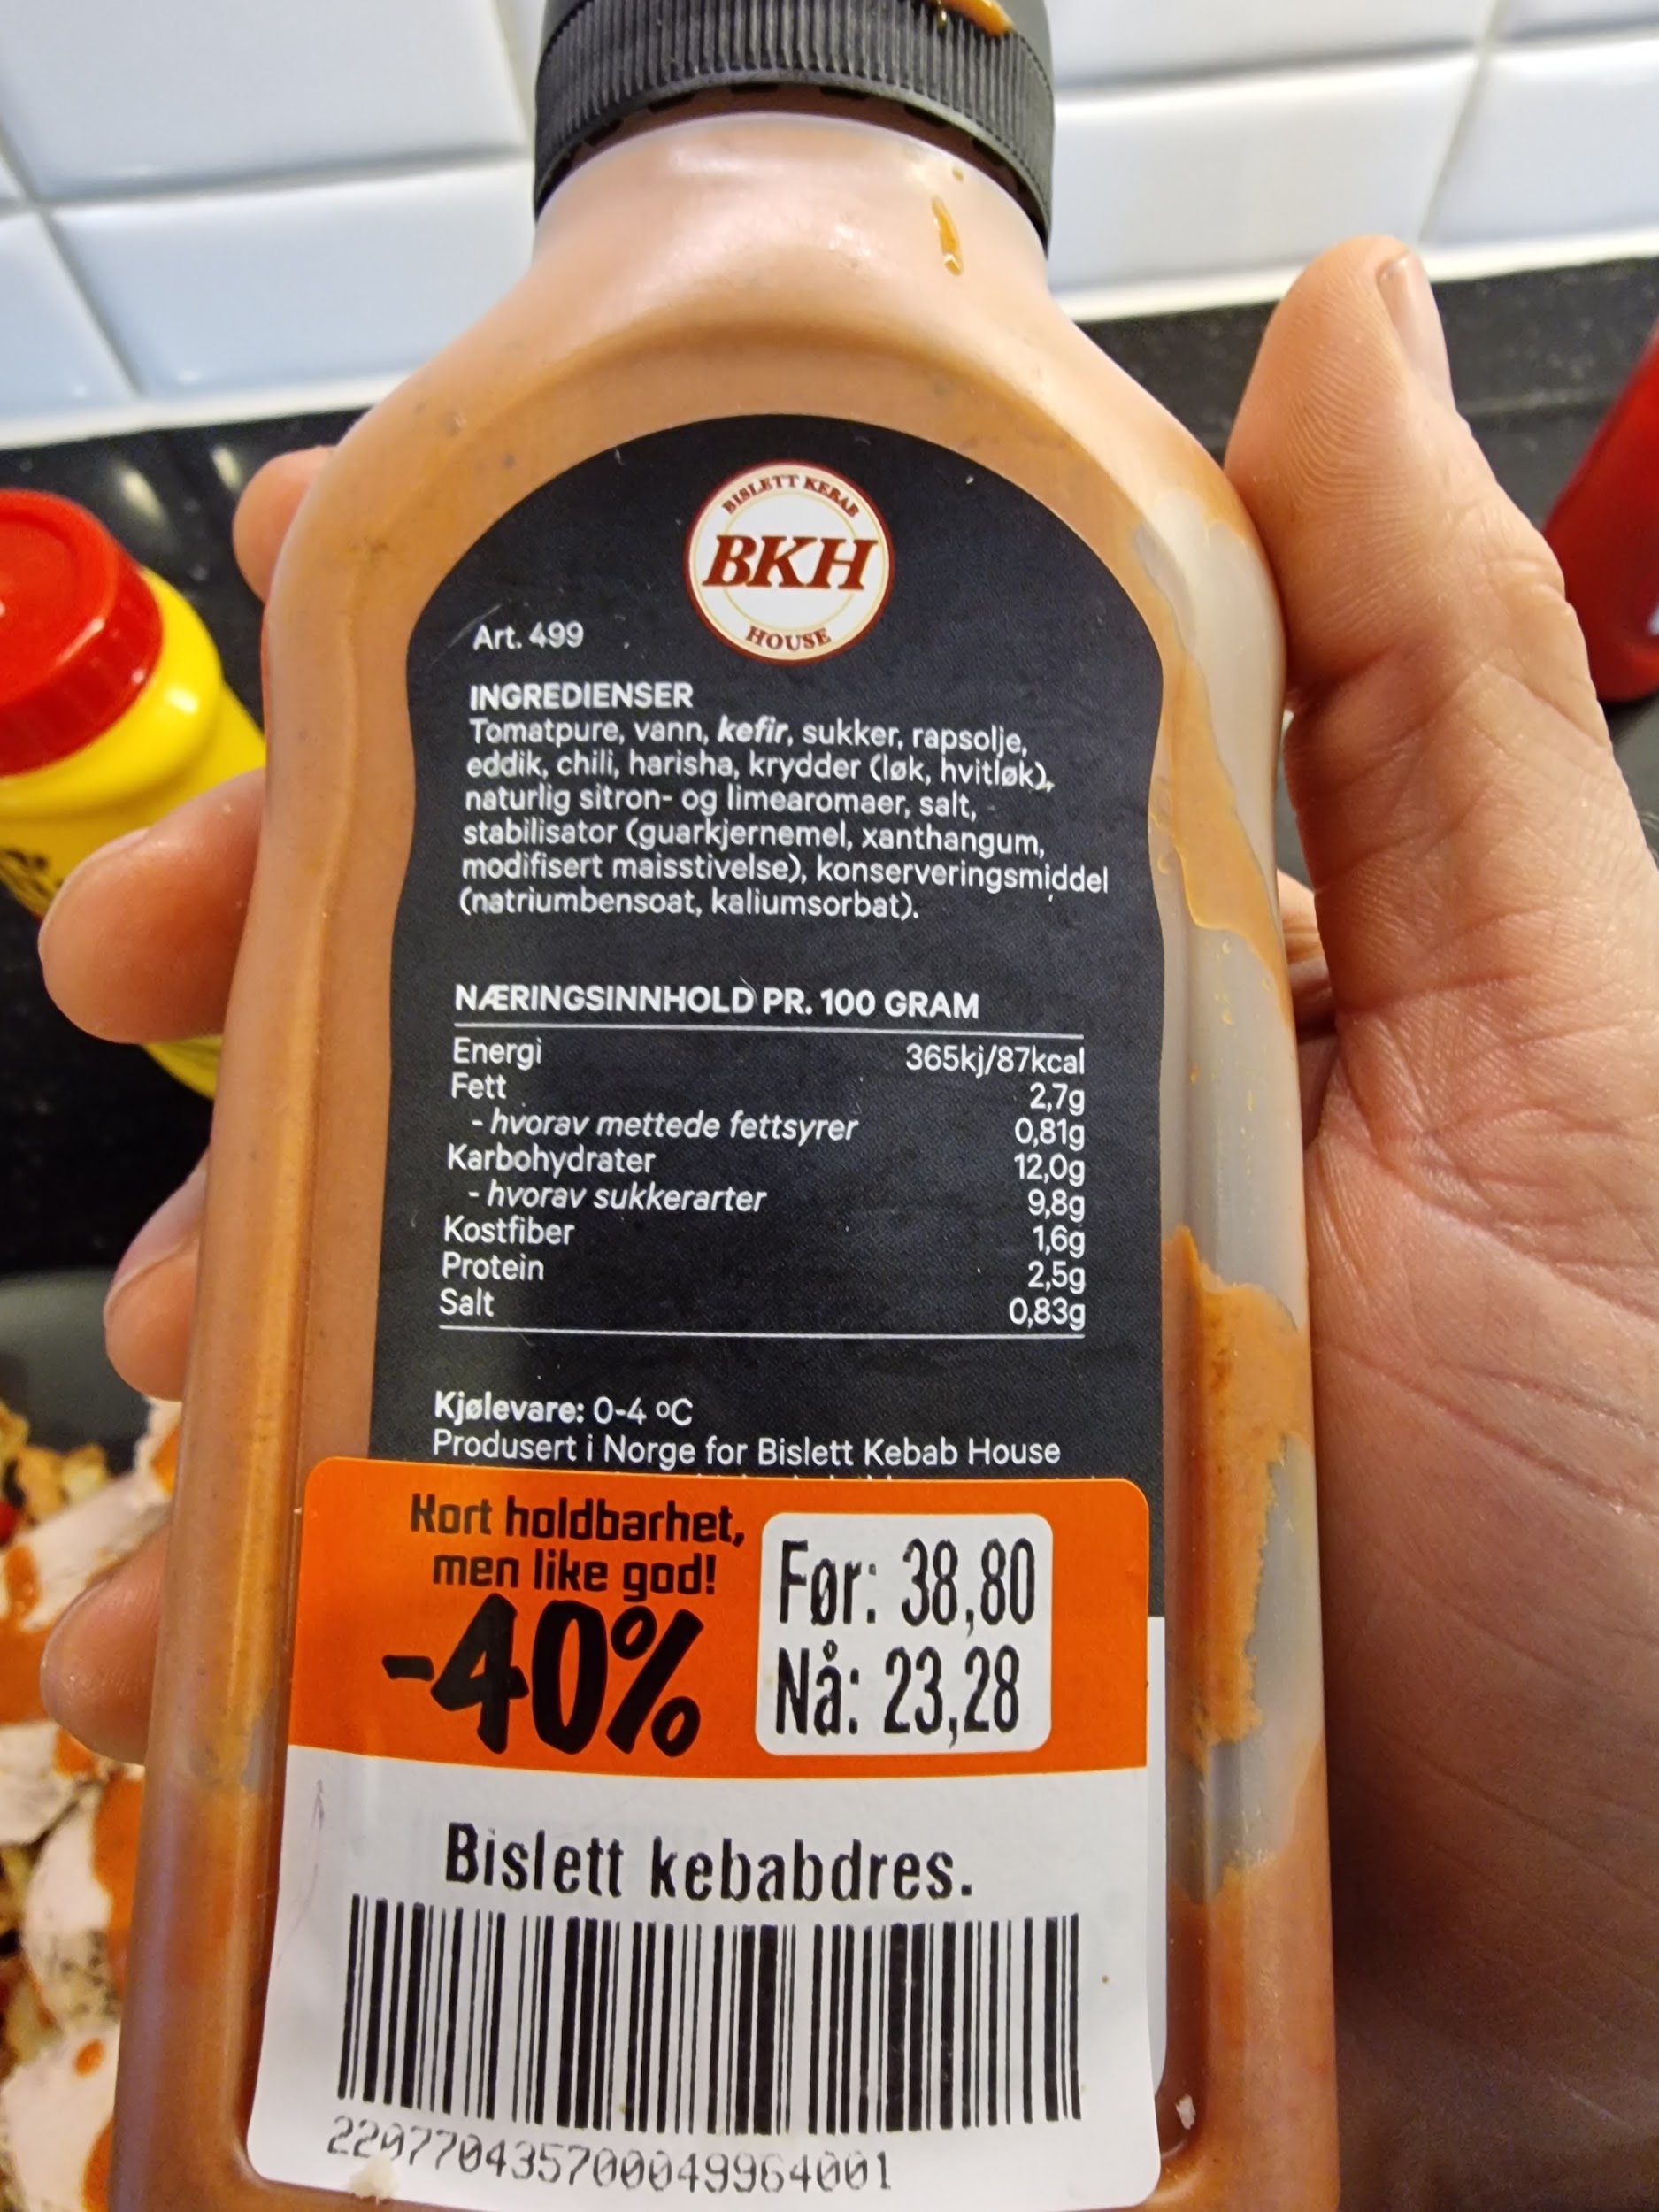 BISLETT KEBAB
BKH
HOUSE
Art. 499
INGREDIENSER
Tomatpure, vann, kefir, sukker, rapsolje,
eddik, chili, harisha, krydder (løk, hvitløk),
naturlig sitron- og limearomaer, salt,
stabilisator (guarkjernemel, xanthangum,
modifisert maisstivelse), konserveringsmiddel
(natriumbensoat, kaliumsorbat).
NÆRINGSINNHOLD PR. 100 GRAM
Energi 365kj/87kcal
Fett 2,7g
- hvorav mettede fettsyrer 0,81g
Karbohydrater 12,0g
- hvorav sukkerarter 9,8g
Kostfiber 1,6g
Protein 2,5g
Salt 0,83g
Kjølevare: 0-4 ºC
Produsert i Norge for Bislett Kebab House
Kort holdbarhet,
men like god!
-40%
Før: 38,80
Nå: 23,28
Bislett kebabdres.
2207704357000049964001